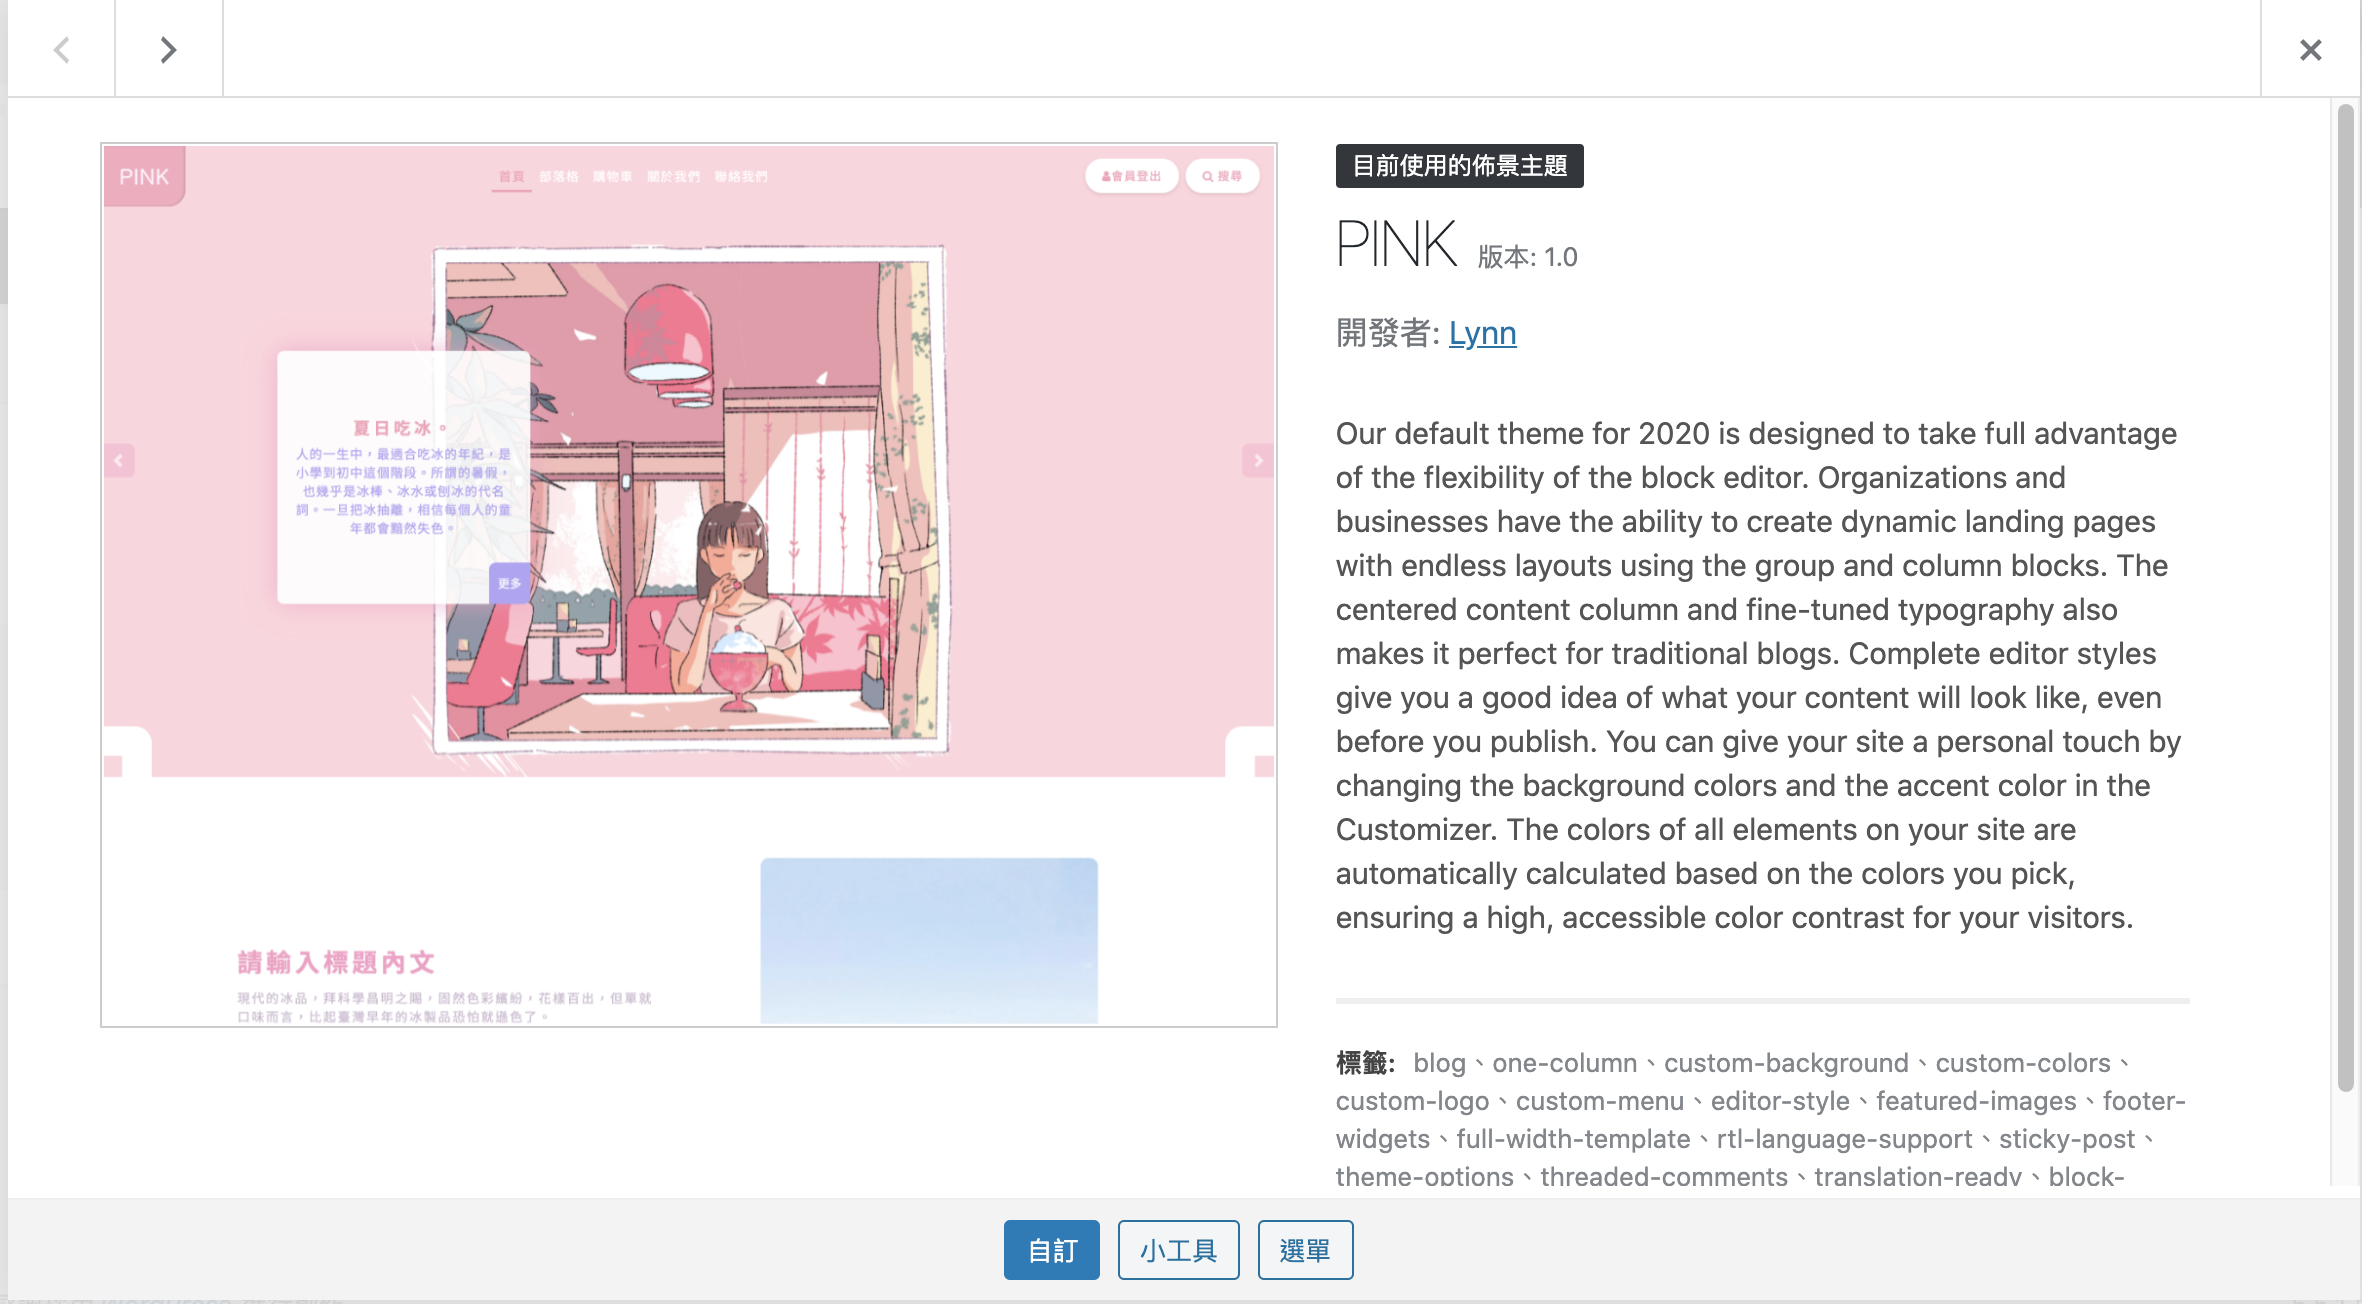 PINK
首頁 部落格 購物車 關於我們 聯絡我們
會員登出
搜尋
夏日吃冰。
人的一生中，最適合吃冰的年紀，是
小學到初中這個階段。所謂的暑假，
也幾乎是冰棒、冰水或刨冰的代名
詞。一旦把冰抽離，相信每個人的童
年都會黯然失色。
更多
請輸入標題內文
現代的冰品，拜科學昌明之賜，固然色彩繽紛，花樣百出，但單就
口味而言，比起臺灣早年的冰製品恐怕就遜色了。
目前使用的佈景主題
PINK 版本: 1.0
開發者: Lynn
Our default theme for 2020 is designed to take full advantage
of the flexibility of the block editor. Organizations and
businesses have the ability to create dynamic landing pages
with endless layouts using the group and column blocks. The
centered content column and fine-tuned typography also
makes it perfect for traditional blogs. Complete editor styles
give you a good idea of what your content will look like, even
before you publish. You can give your site a personal touch by
changing the background colors and the accent color in the
Customizer. The colors of all elements on your site are
automatically calculated based on the colors you pick,
ensuring a high, accessible color contrast for your visitors.
標籤: blog、one-column、custom-background、custom-colors、
custom-logo、custom-menu、editor-style、featured-images、footer-
widgets、full-width-template、rtl-language-support、sticky-post、
theme-options、threaded-comments、translation-ready、block-
自訂
小工具
選單